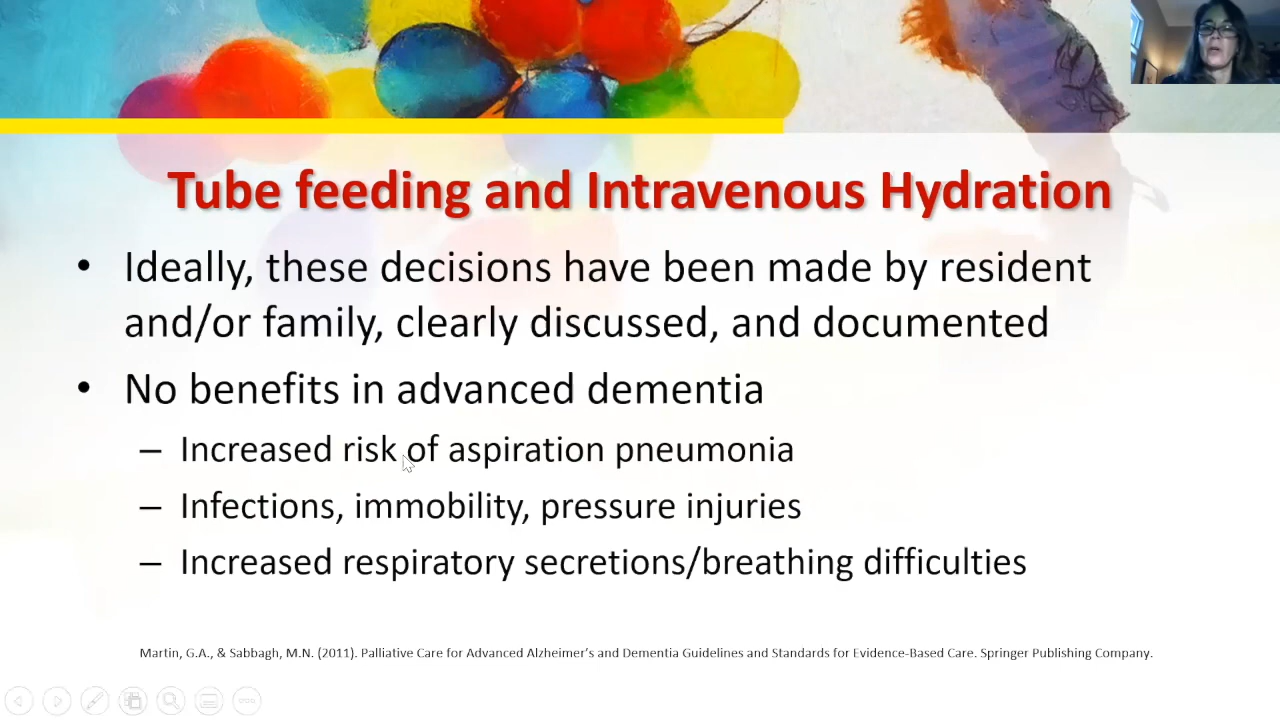 Tube feeding and Intravenous Hydration
• Ideally, these decisions have been made by resident
and/or family, clearly discussed, and documented
• No benefits in advanced dementia
– Increased risk of aspiration pneumonia
– Infections, immobility, pressure injuries
– Increased respiratory secretions/breathing difficulties
Martin, G.A., & Sabbagh, M.N. (2011). Palliative Care for Advanced Alzheimer’s and Dementia Guidelines and Standards for Evidence-Based Care. Springer Publishing Company.